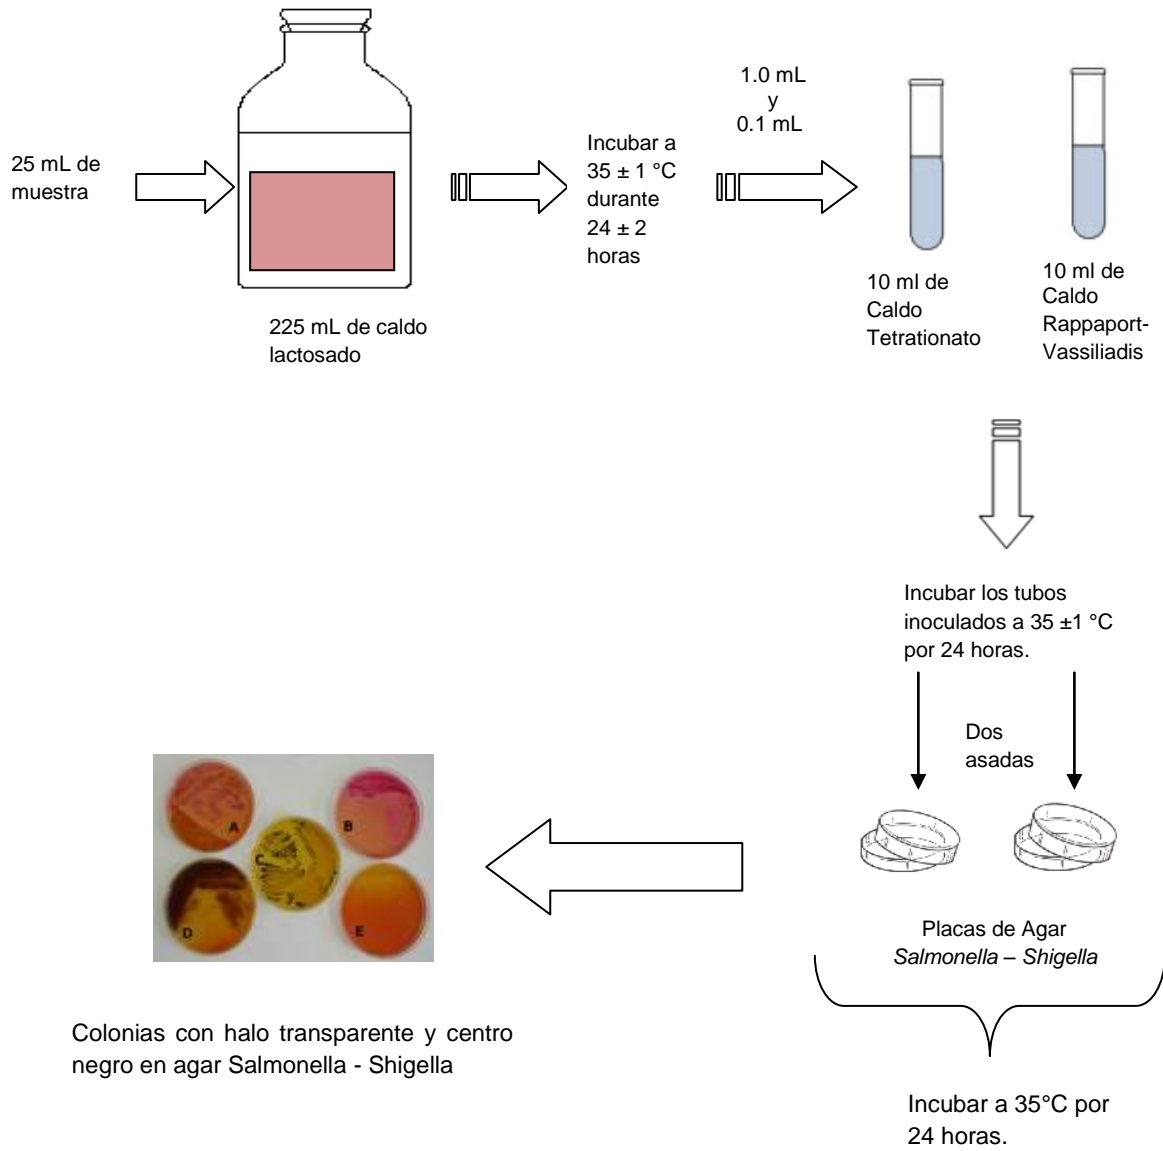 25 mL de
muestra
225 mL de caldo
lactosado
Incubar a
35 ± 1 °C
durante
24 ± 2
horas
1.0 mL
y
0.1 mL
10 ml de
Caldo
Tetrationato
10 ml de
Caldo
Rappaport-
Vassiliadis
Incubar los tubos
inoculados a 35 ±1 °C
por 24 horas.
Dos
asadas
Placas de Agar
Salmonella – Shigella
Incubar a 35°C por
24 horas.
A
B
C
D
E
Colonias con halo transparente y centro
negro en agar Salmonella - Shigella